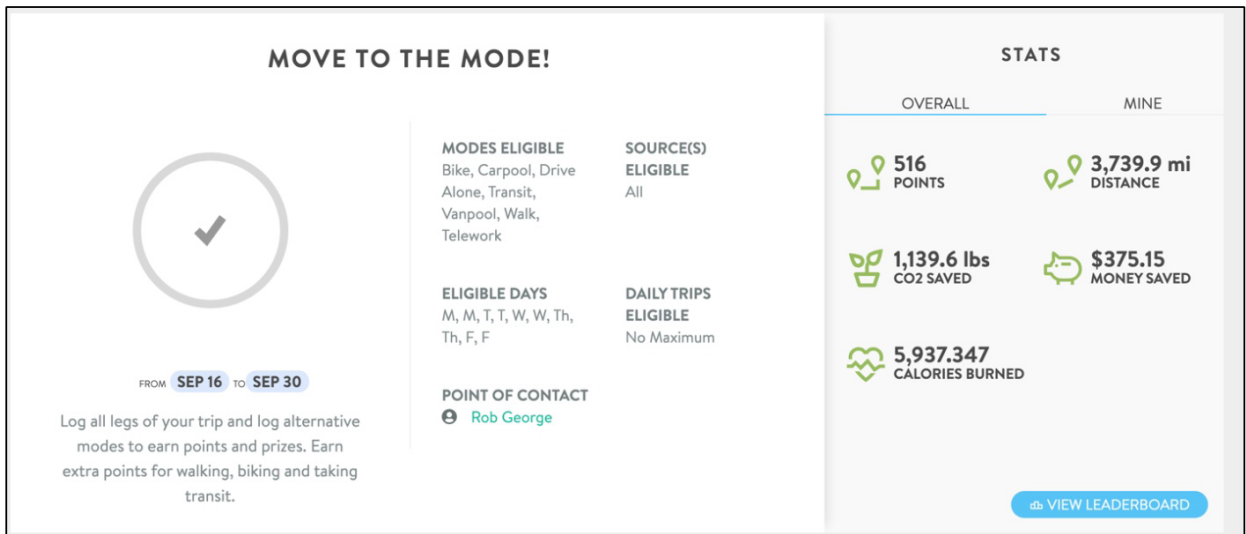 MOVE TO THE MODE!
FROM SEP 16 TO SEP 30
Log all legs of your trip and log alternative
modes to earn points and prizes. Earn
extra points for walking, biking and taking
transit.
MODES ELIGIBLE
Bike, Carpool, Drive
Alone, Transit,
Vanpool, Walk,
Telework
SOURCE(S)
ELIGIBLE
All
ELIGIBLE DAYS
M, M, T, T, W, W, Th,
Th, F, F
DAILY TRIPS
ELIGIBLE
No Maximum
POINT OF CONTACT
Rob George
STATS
OVERALL
MINE
516
POINTS
3,739.9 mi
DISTANCE
1,139.6 lbs
CO2 SAVED
$375.15
MONEY SAVED
5,937.347
CALORIES BURNED
VIEW LEADERBOARD